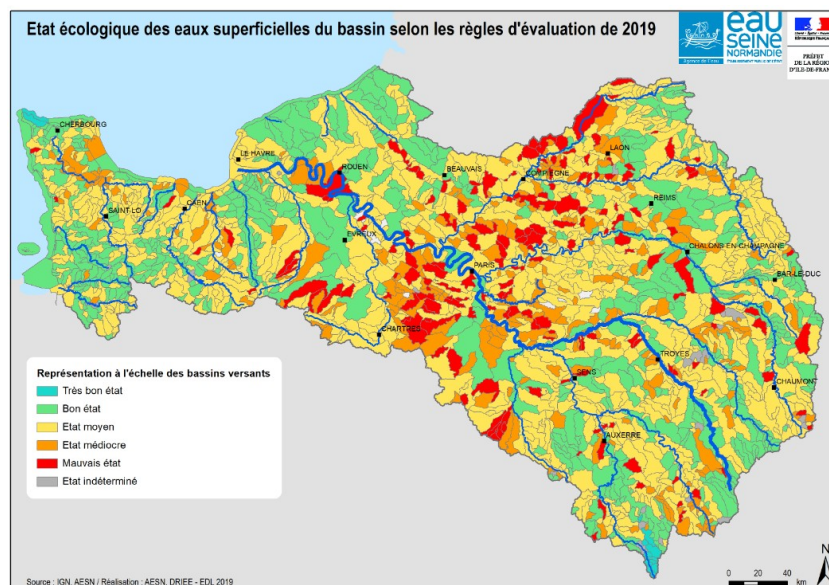 Etat écologique des eaux superficielles du bassin selon les règles d'évaluation de 2019
eau
SEINE
NORMANDIE
Agence de l'eau
PRÉFET
DE LA RÉGION
D'ILE-DE-FRANCE
CHERBOURG
LE HAVRE
ROUEN
BEAUVAIS
COMPIEGNE
LAON
SAINT-LO
CAEN
REIMS
EVREUX
CHALONS-EN-CHAMPAGNE
PARIS
BAR-LE-DUC
CHARTRES
TROYES
SENS
CHAUMONT
AUXERRE
Représentation à l'échelle des bassins versants
Très bon état
Bon état
Etat moyen
Etat médiocre
Mauvais état
Etat indéterminé
N
0 20 40
km
Source : IGN, AESN / Réalisation : AESN, DRIEE - EDL 2019